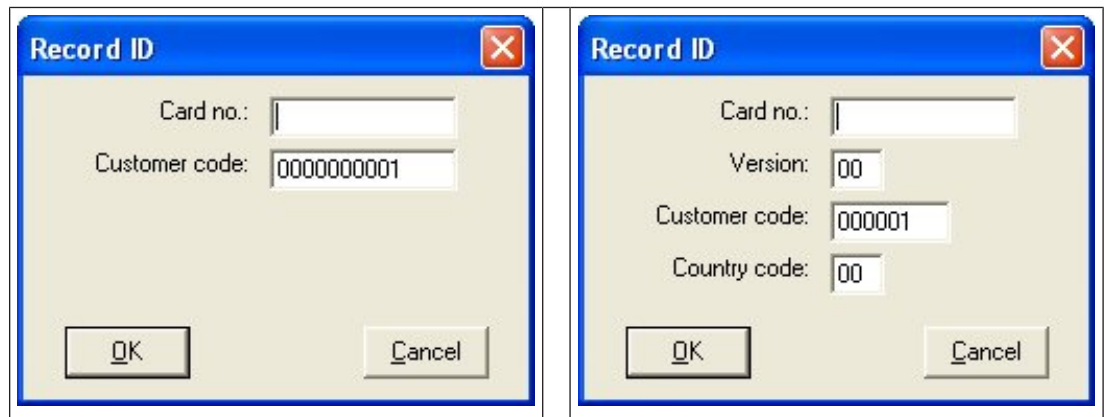 Record ID
Card no.:
Customer code: 0000000001
OK Cancel
Record ID
Card no.:
Version: 00
Customer code: 000001
Country code: 00
OK Cancel